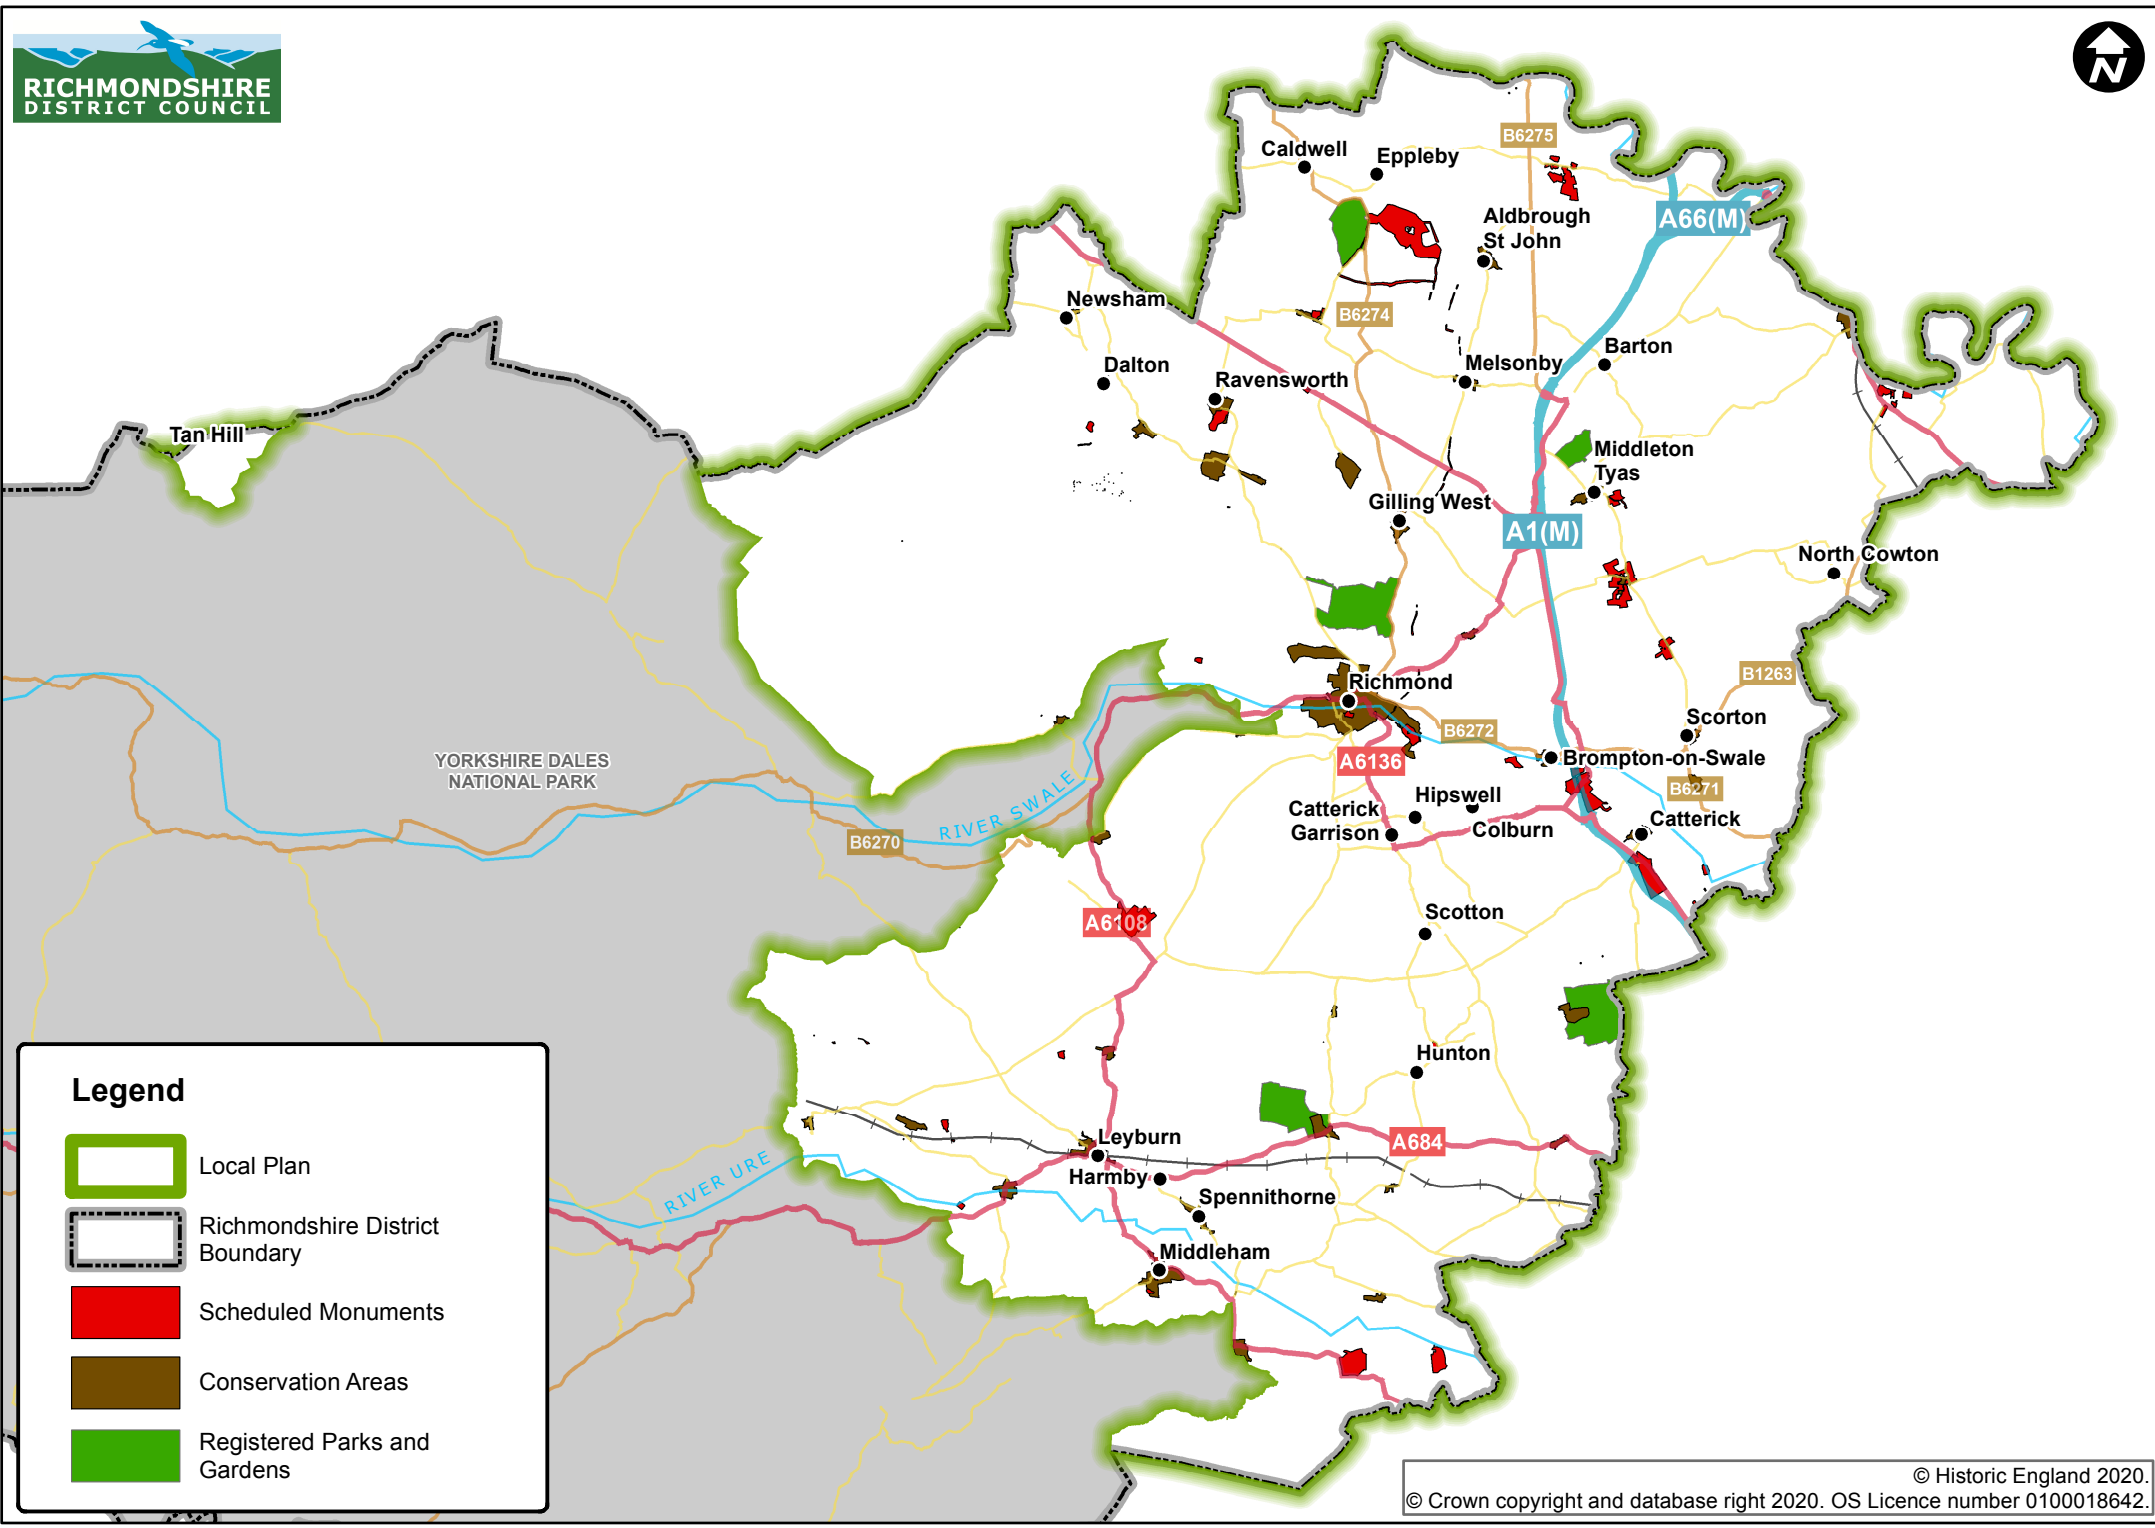 RICHMONDSHIRE
DISTRICT COUNCIL
N
B6275
Caldwell
Eppleby
A66(M)
Aldbrough
St John
Newsham
B6274
Barton
Melsonby
Dalton
Ravensworth
Tan Hill
Middleton
Tyas
Gilling West
A1(M)
North Cowton
B1263
Richmond
Scorton
B6272
YORKSHIRE DALES
NATIONAL PARK
A6136
Brompton-on-Swale
B6271
RIVER SWALE
Hipswell
Catterick
Garrison
Colburn
Catterick
B6270
Scotton
A6108
Hunton
Leyburn
A684
Harmby
RIVER URE
Spennithorne
Middleham
Legend
Local Plan
Richmondshire District
Boundary
Scheduled Monuments
Conservation Areas
Registered Parks and
Gardens
© Historic England 2020.
© Crown copyright and database right 2020. OS Licence number 0100018642.